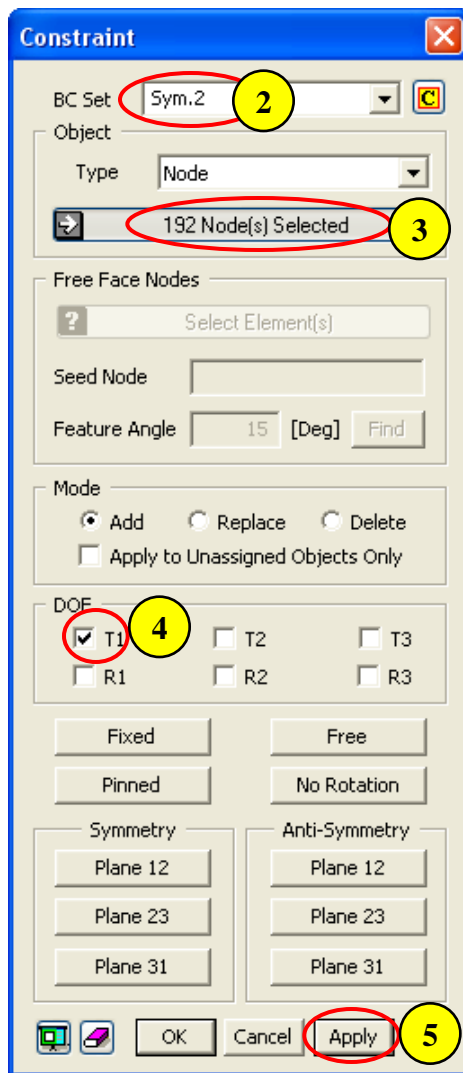 Constraint
BC Set Sym.2 2 C
Object
Type Node
192 Node(s) Selected 3
Free Face Nodes
? Select Element(s)
Seed Node
Feature Angle 15 [Deg] Find
Mode
Add Replace Delete
Apply to Unassigned Objects Only
DOF
T1 4 T2 T3
R1 R2 R3
Fixed Free
Pinned No Rotation
Symmetry Anti-Symmetry
Plane 12 Plane 12
Plane 23 Plane 23
Plane 31 Plane 31
OK Cancel Apply 5